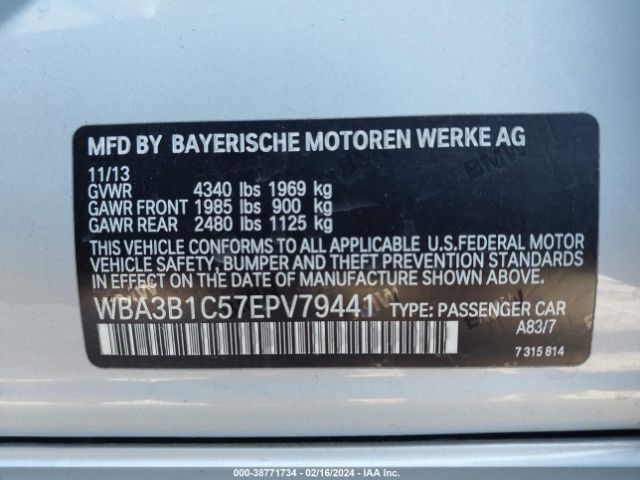 MFD BY BAYERISCHE MOTOREN WERKE AG
11/13
GVWR 4340 lbs 1969 kg
GAWR FRONT 1985 lbs 900 kg
GAWR REAR 2480 lbs 1125 kg
THIS VEHICLE CONFORMS TO ALL APPLICABLE U.S.FEDERAL MOTOR
VEHICLE SAFETY, BUMPER AND THEFT PREVENTION STANDARDS
IN EFFECT ON THE DATE OF MANUFACTURE SHOWN ABOVE.
WBA3B1C57EPV79441 TYPE: PASSENGER CAR
A83/7
7 315 814
000-38771734 - 02/16/2024 - IAA Inc.